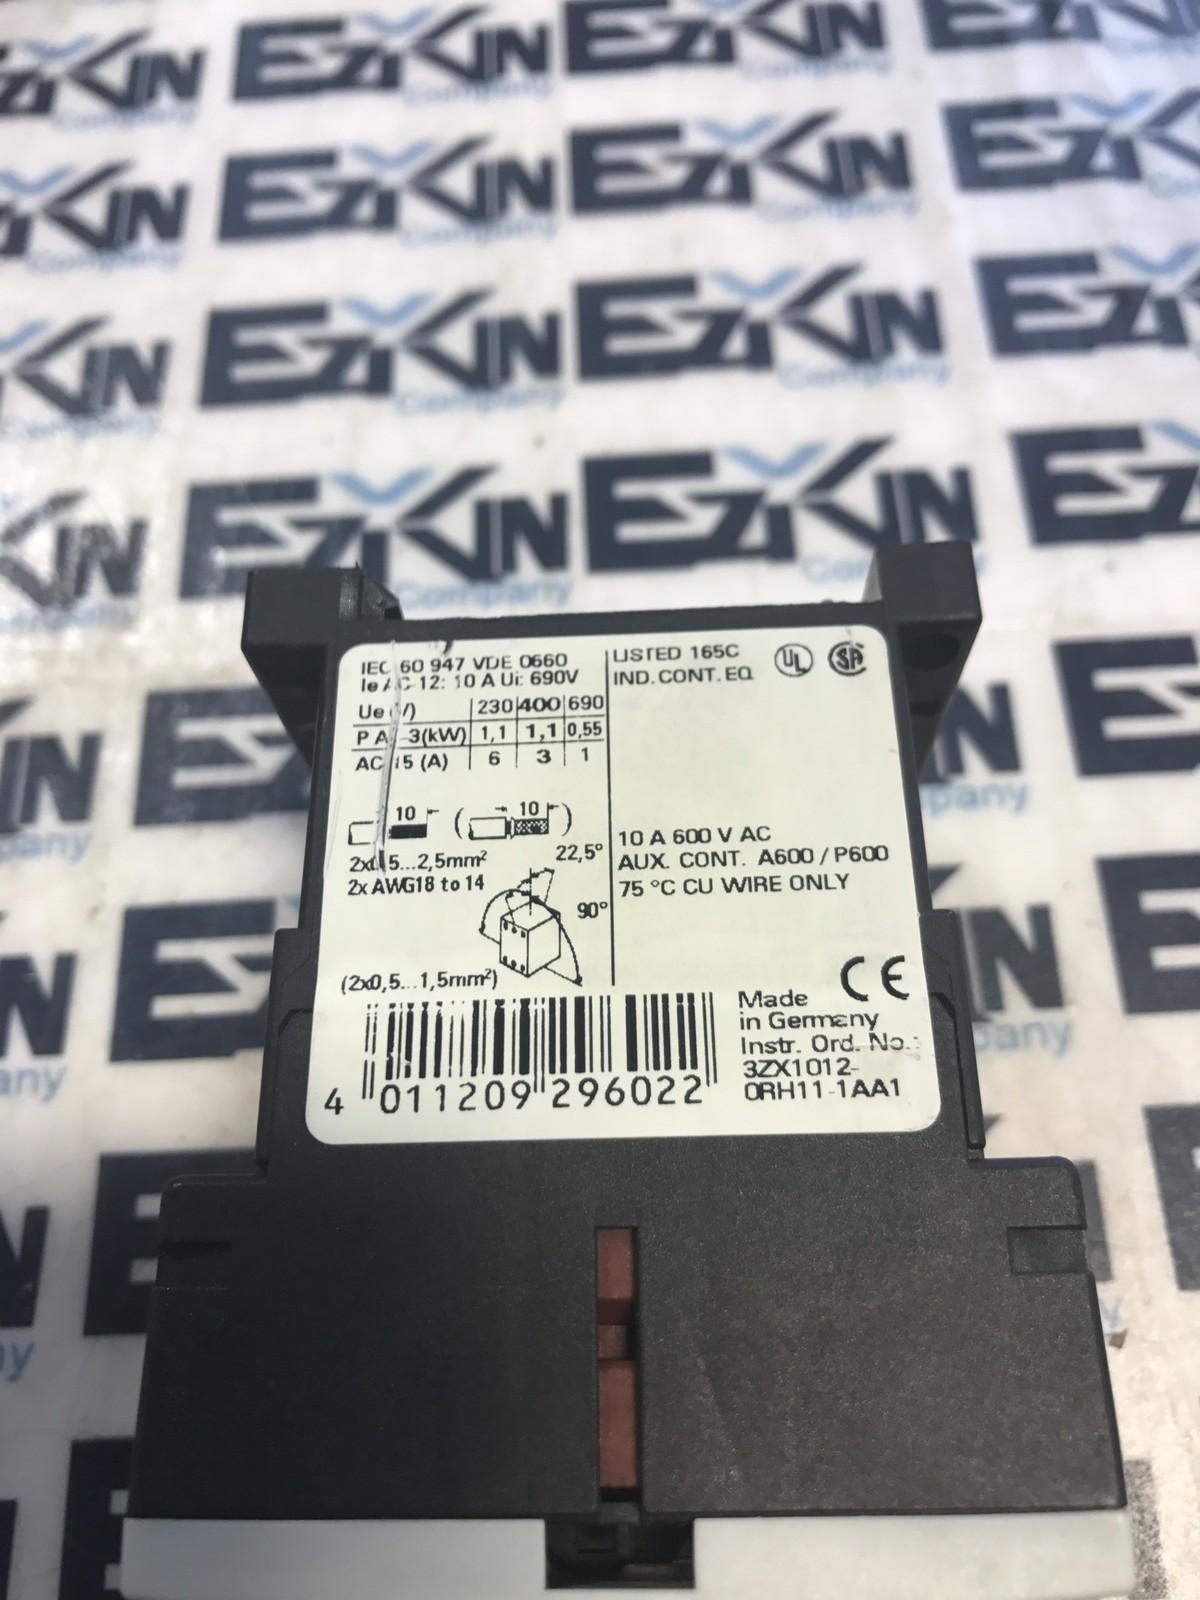 EZKIN
Company
IEC 60 947 VDE 0660
Ie AC-12: 10 A Ui: 690V
Ue (V) 230 400 690
P AC-3(kW) 1,1 1,1 0,55
AC 15 (A) 6 3 1
10 (10)
22,5°
2x0,5...2,5mm²
2x AWG18 to 14
90°
(2x0,5...1,5mm²)
LISTED 165C
IND. CONT. EQ
UL SA
10 A 600 V AC
AUX. CONT. A600 / P600
75 °C CU WIRE ONLY
CE
Made
in Germany
Instr. Ord. No.:
3ZX1012-
0RH11-1AA1
4 011209 296022